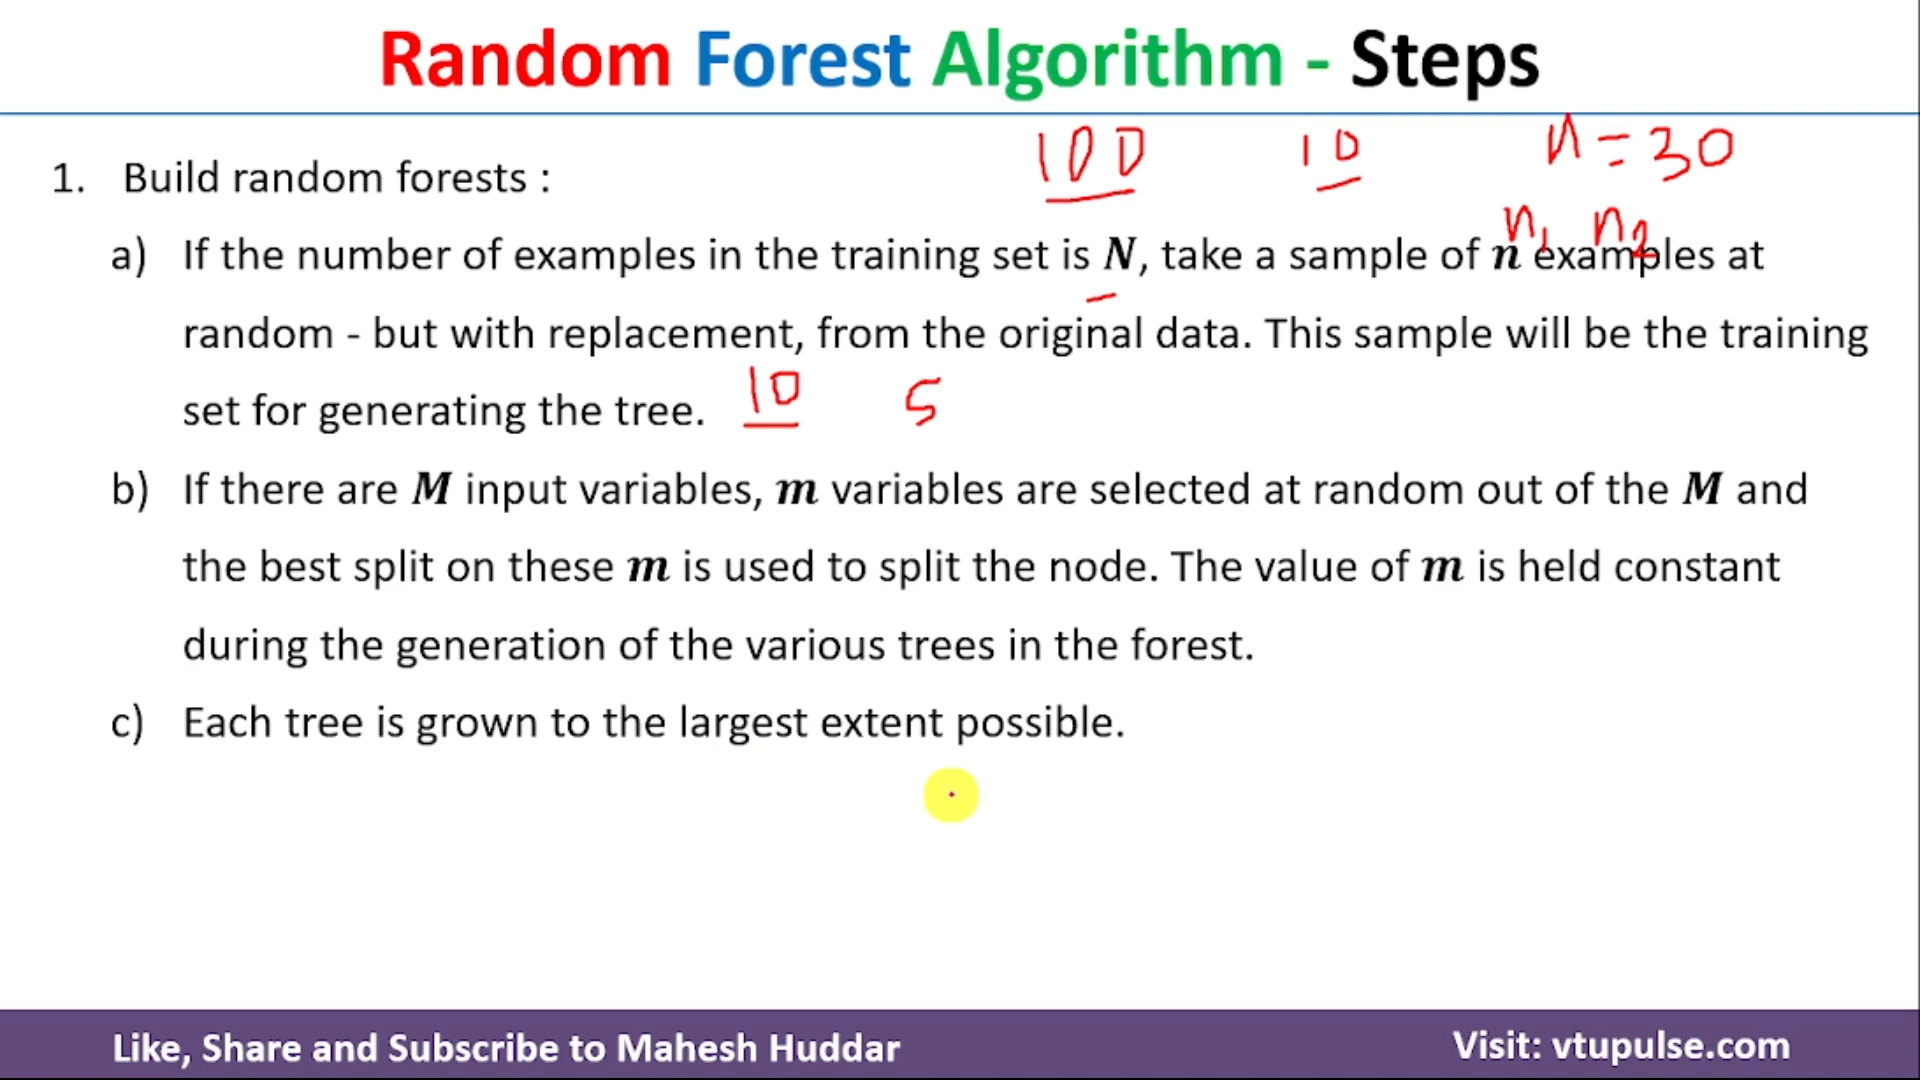 Random Forest Algorithm - Steps
100 10 n = 30
1. Build random forests :
n1 n2
a) If the number of examples in the training set is N, take a sample of n examples at
random - but with replacement, from the original data. This sample will be the training
set for generating the tree. 10 5
b) If there are M input variables, m variables are selected at random out of the M and
the best split on these m is used to split the node. The value of m is held constant
during the generation of the various trees in the forest.
c) Each tree is grown to the largest extent possible.
Like, Share and Subscribe to Mahesh Huddar
Visit: vtupulse.com